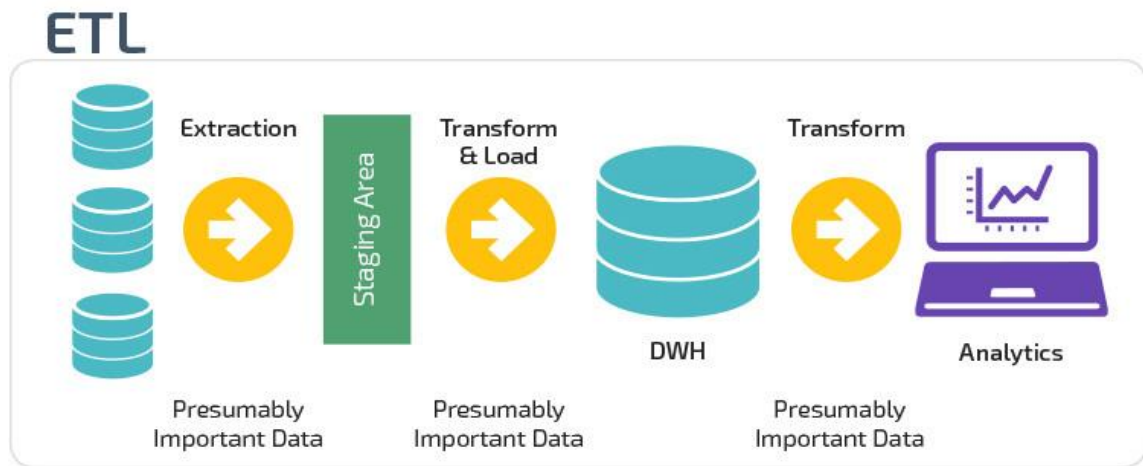 ETL
Extraction
Staging Area
Transform
& Load
Transform
DWH
Analytics
Presumably
Important Data
Presumably
Important Data
Presumably
Important Data